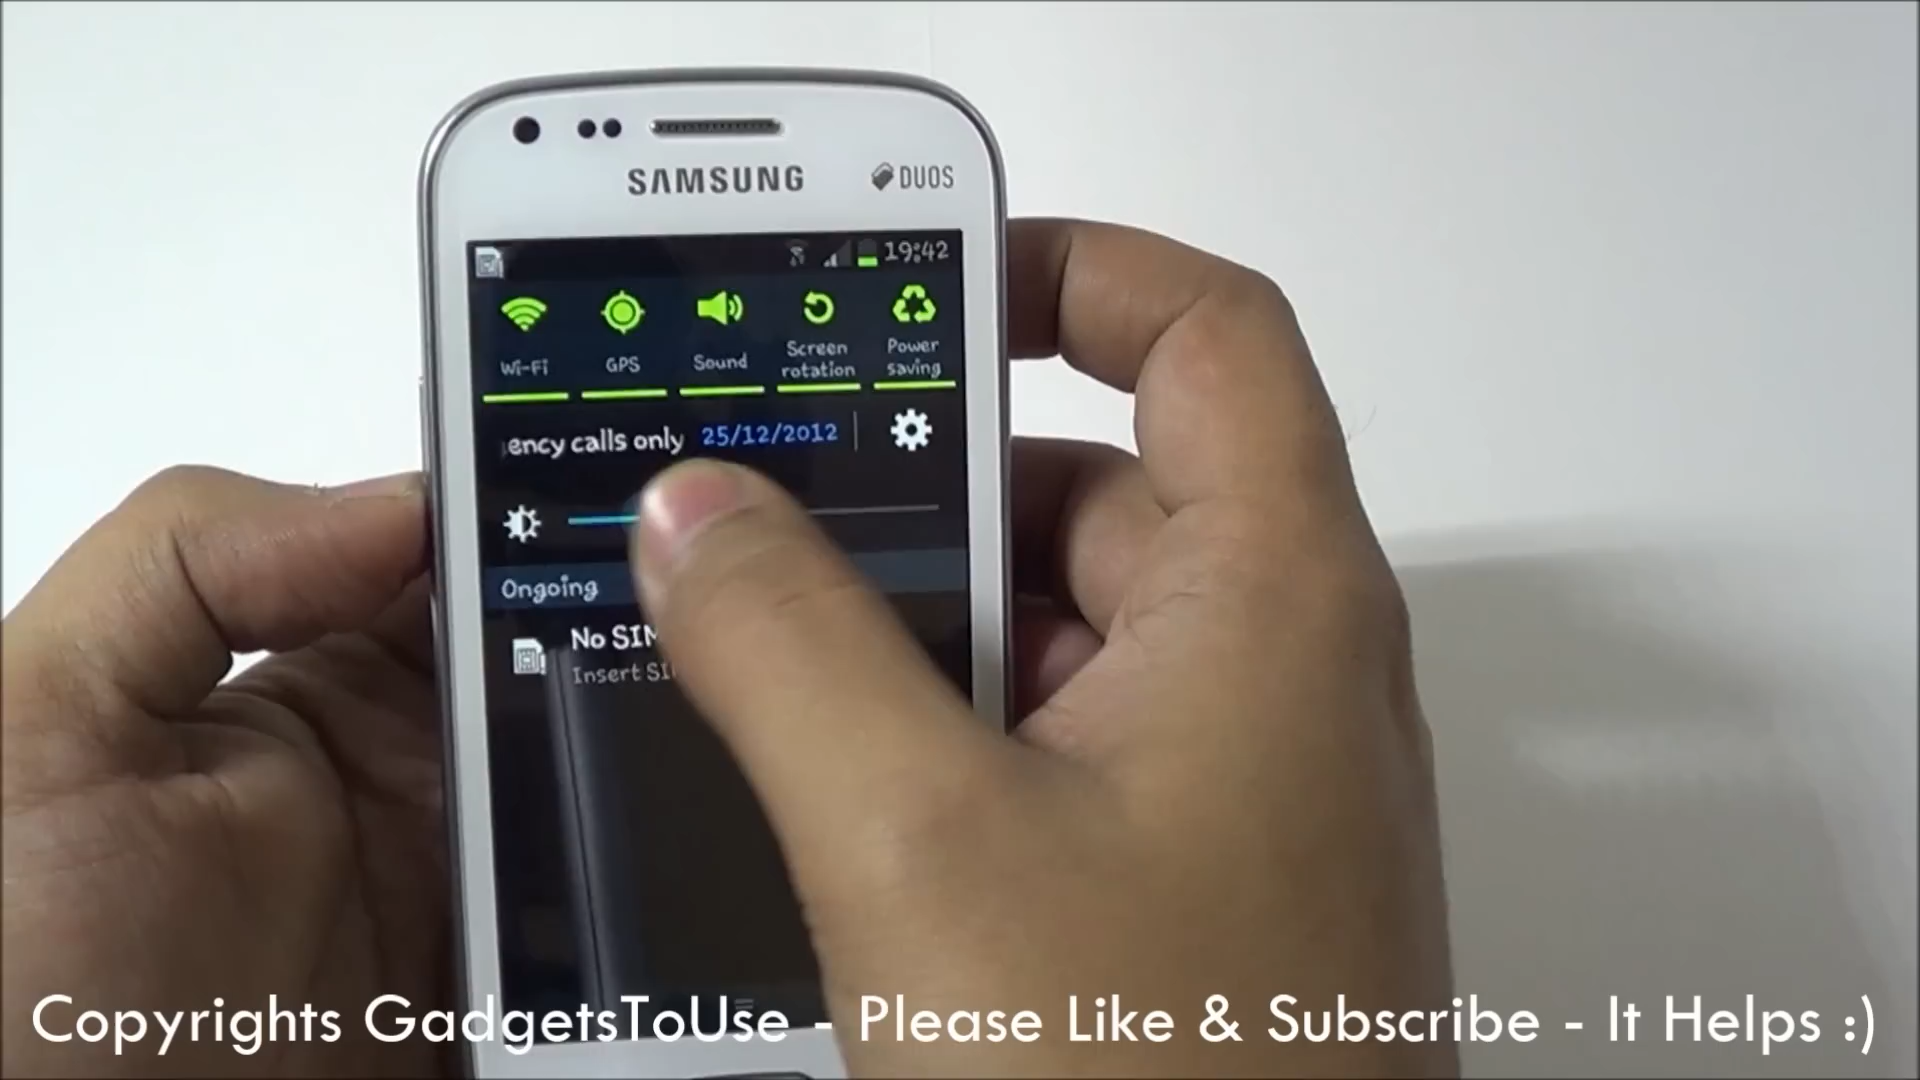 SAMSUNG
DUOS
19:42
Wi-Fi
GPS
Sound
Screen
rotation
Power
saving
ency calls only 25/12/2012
Ongoing
No SIM
Insert SI
Copyrights GadgetsToUse - Please Like & Subscribe - It Helps :)